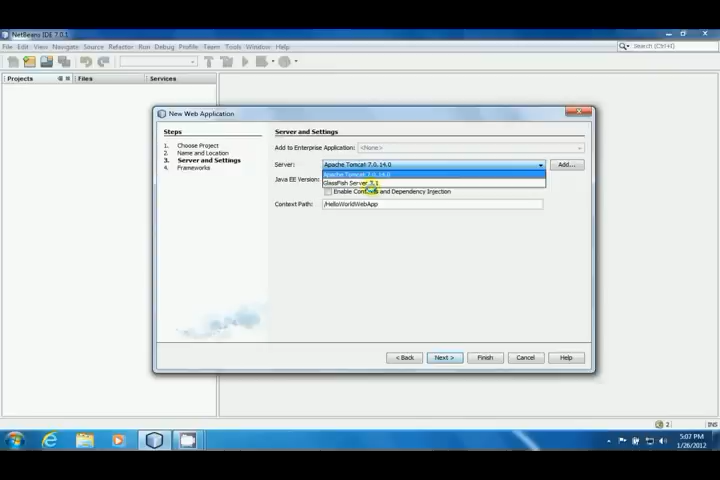 NetBeans IDE 7.0.1
File Edit View Navigate Source Refactor Run Debug Profile Team Tools Window Help
Search (Ctrl+I)
Projects Files Services
New Web Application
Steps
1. Choose Project
2. Name and Location
3. Server and Settings
4. Frameworks
Server and Settings
Add to Enterprise Application: <None>
Server: Apache Tomcat 7.0.14.0 Add...
Apache Tomcat 7.0.14.0
Java EE Version: GlassFish Server 3.1
Enable Contexts and Dependency Injection
Context Path: /HelloWorldWebApp
< Back Next > Finish Cancel Help
2 INS
5:07 PM
1/26/2012